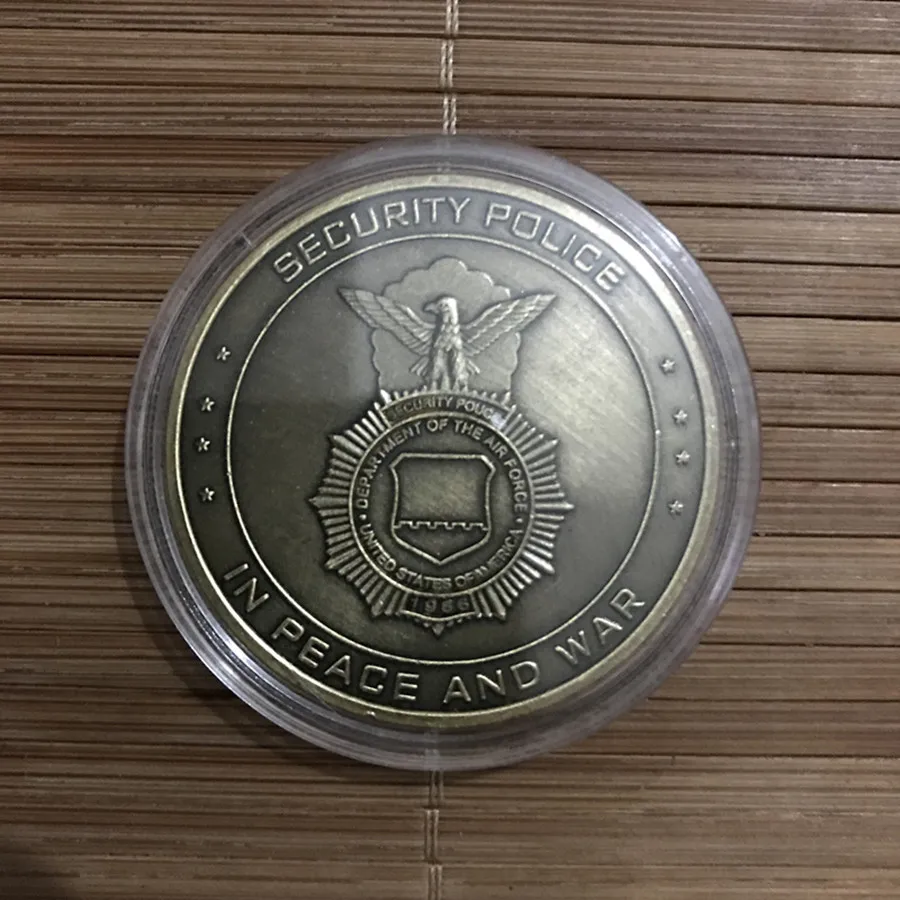 SECURITY POLICE
SECURITY POLICE
DEPARTMENT OF THE AIR FORCE
UNITED STATES OF AMERICA
1966
IN PEACE AND WAR